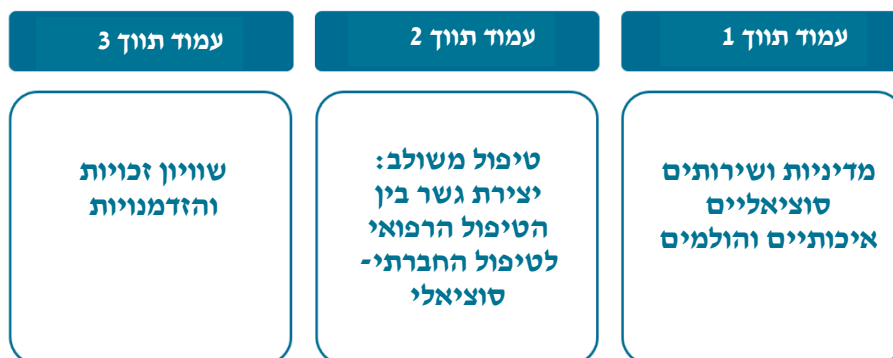 עמוד תווך 1
מדיניות ושירותים
סוציאליים
איכותיים והולמים
עמוד תווך 2
טיפול משולב:
יצירת גשר בין
הטיפול הרפואי
לטיפול החברתי-
סוציאלי
עמוד תווך 3
שוויון זכויות
והזדמנויות